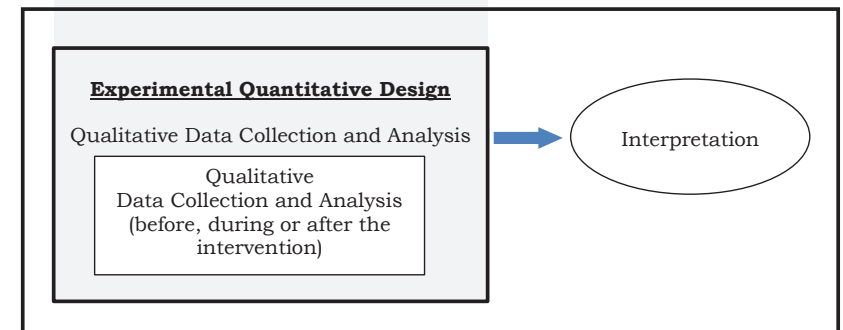 Experimental Quantitative Design
Qualitative Data Collection and Analysis
Qualitative
Data Collection and Analysis
(before, during or after the
intervention)
Interpretation